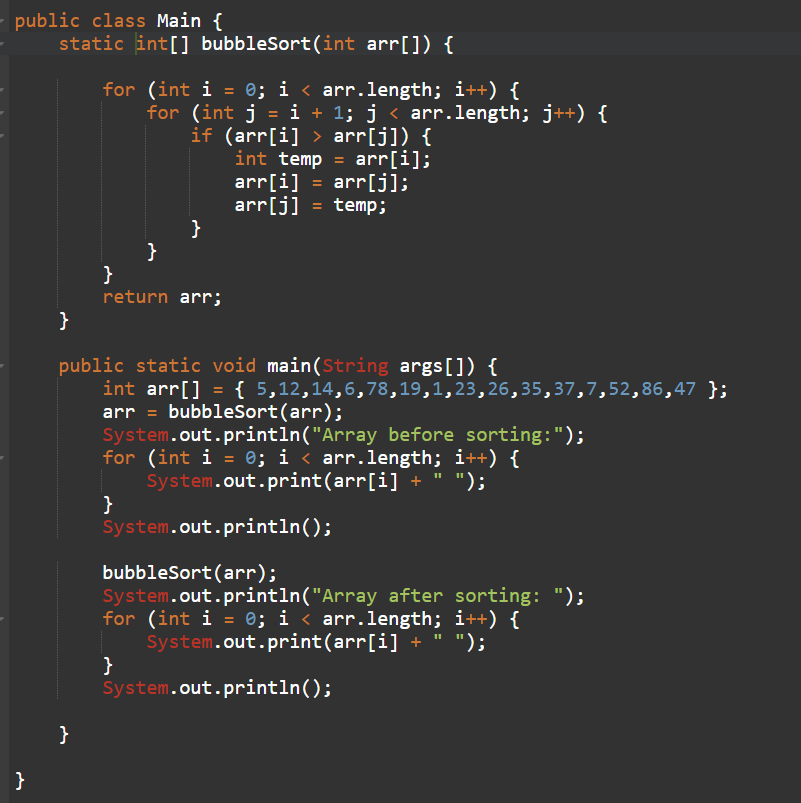 public class Main {
    static int[] bubbleSort(int arr[]) {

        for (int i = 0; i < arr.length; i++) {
            for (int j = i + 1; j < arr.length; j++) {
                if (arr[i] > arr[j]) {
                    int temp = arr[i];
                    arr[i] = arr[j];
                    arr[j] = temp;
                }
            }
        }
        return arr;
    }

    public static void main(String args[]) {
        int arr[] = { 5,12,14,6,78,19,1,23,26,35,37,7,52,86,47 };
        arr = bubbleSort(arr);
        System.out.println("Array before sorting:");
        for (int i = 0; i < arr.length; i++) {
            System.out.print(arr[i] + " ");
        }
        System.out.println();

        bubbleSort(arr);
        System.out.println("Array after sorting: ");
        for (int i = 0; i < arr.length; i++) {
            System.out.print(arr[i] + " ");
        }
        System.out.println();

    }

}